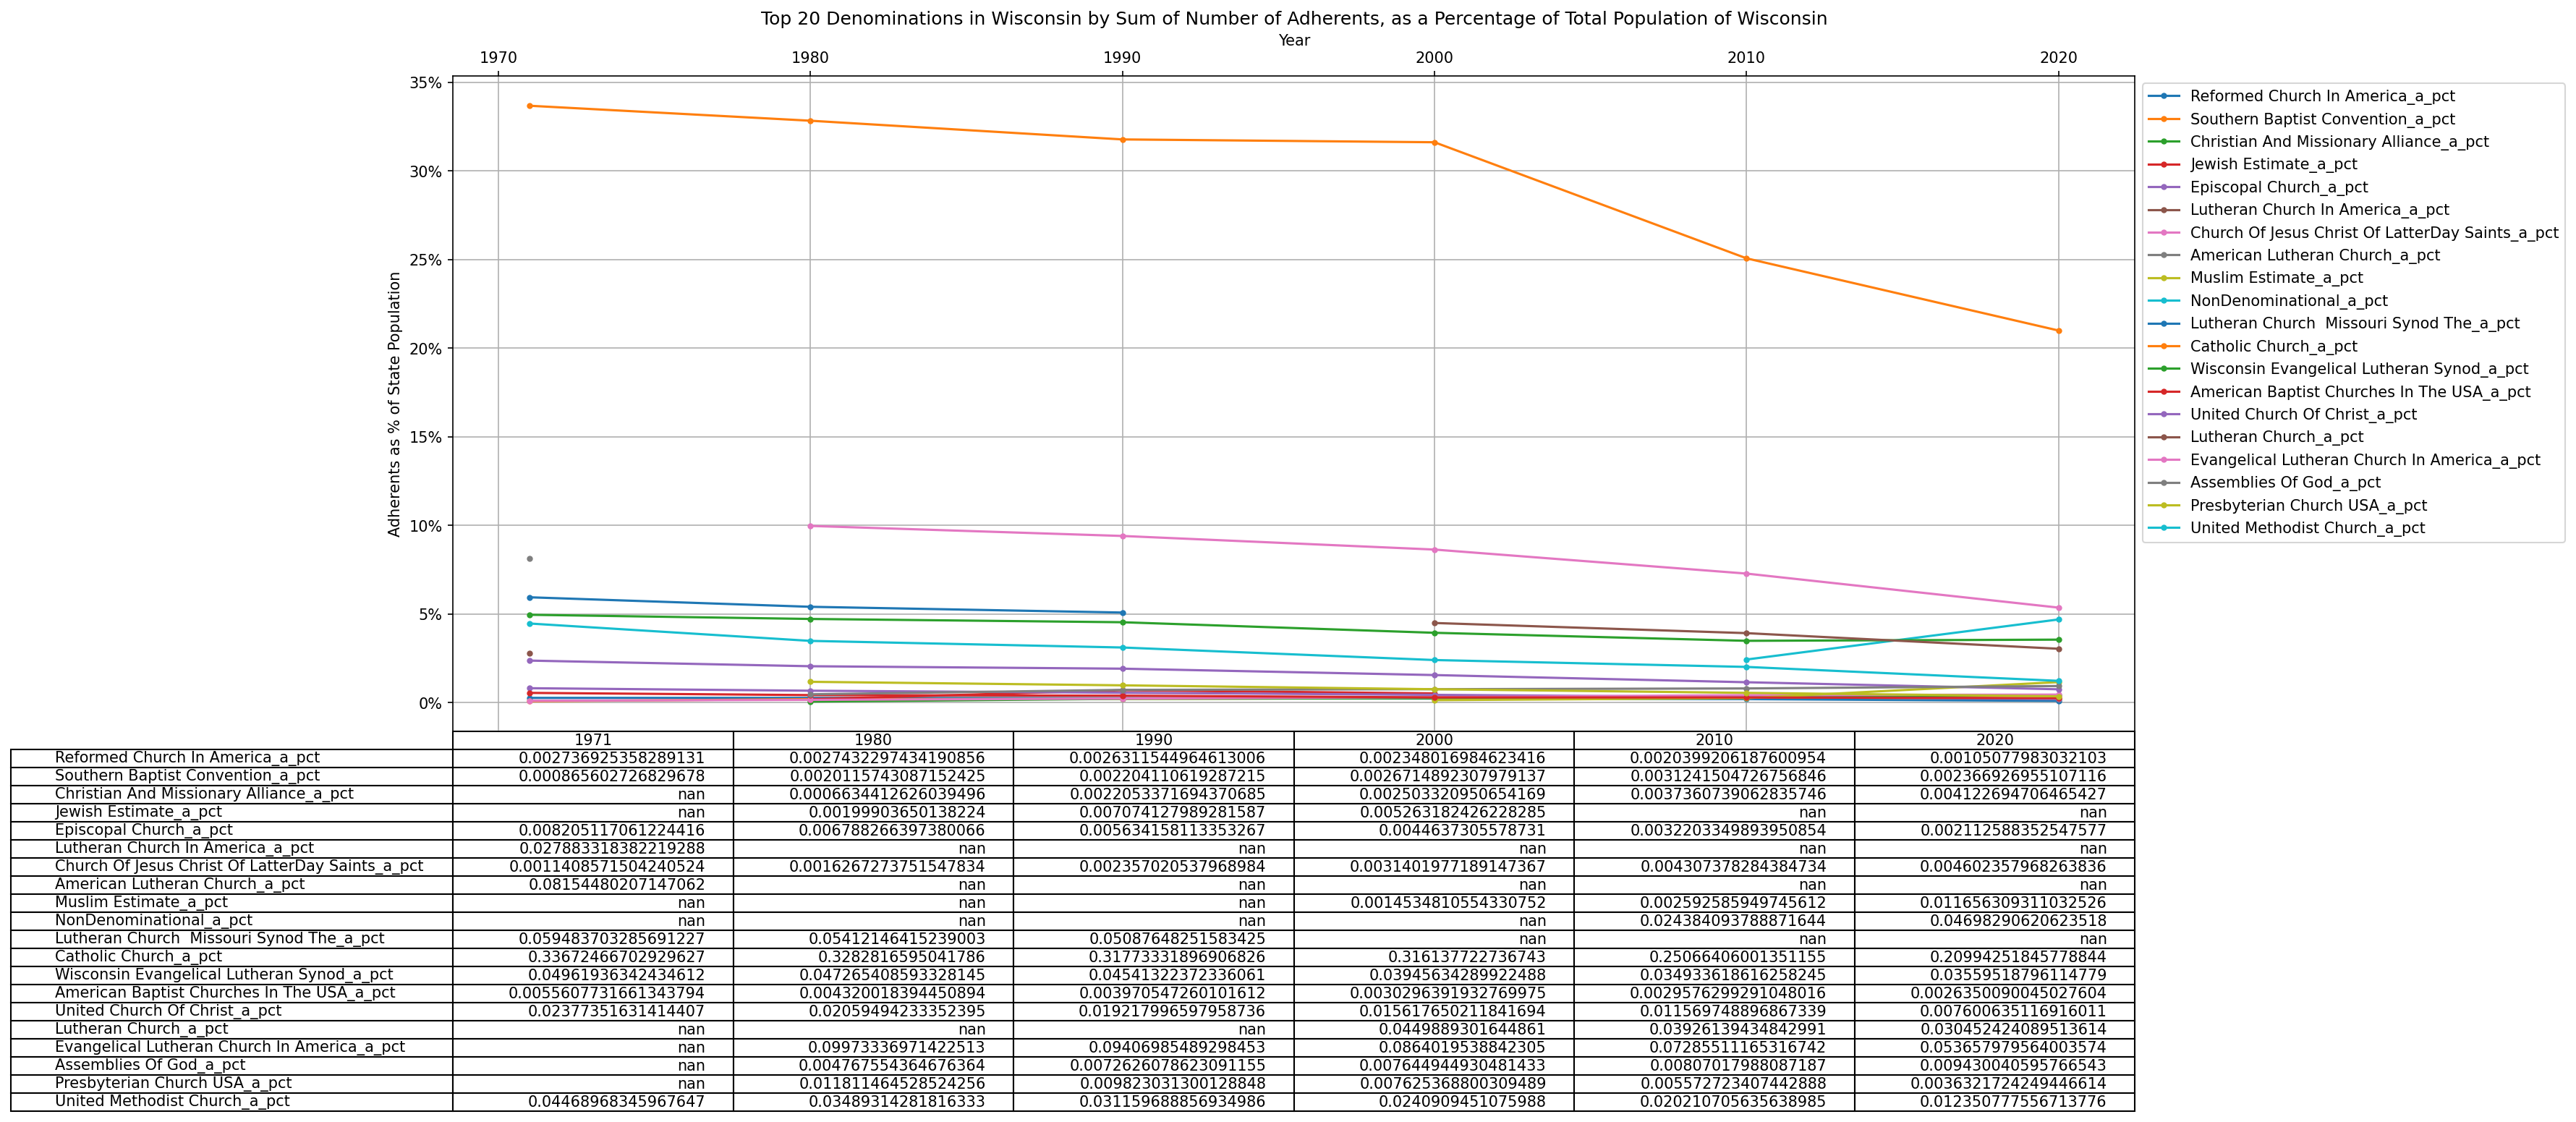 Top 20 Denominations in Wisconsin by Sum of Number of Adherents, as a Percentage of Total Population of Wisconsin
Year
1970 1980 1990 2000 2010 2020
35%
30%
25%
20%
15%
10%
5%
0%
Adherents as % of State Population
Reformed Church In America_a_pct
Southern Baptist Convention_a_pct
Christian And Missionary Alliance_a_pct
Jewish Estimate_a_pct
Episcopal Church_a_pct
Lutheran Church In America_a_pct
Church Of Jesus Christ Of LatterDay Saints_a_pct
American Lutheran Church_a_pct
Muslim Estimate_a_pct
NonDenominational_a_pct
Lutheran Church  Missouri Synod The_a_pct
Catholic Church_a_pct
Wisconsin Evangelical Lutheran Synod_a_pct
American Baptist Churches In The USA_a_pct
United Church Of Christ_a_pct
Lutheran Church_a_pct
Evangelical Lutheran Church In America_a_pct
Assemblies Of God_a_pct
Presbyterian Church USA_a_pct
United Methodist Church_a_pct
1971 1980 1990 2000 2010 2020
Reformed Church In America_a_pct 0.002736925358289131 0.0027432297434190856 0.0026311544964613006 0.002348016984623416 0.0020399206187600954 0.00105077983032103
Southern Baptist Convention_a_pct 0.000865602726829678 0.0020115743087152425 0.002204110619287215 0.0026714892307979137 0.0031241504726756846 0.002366926955107116
Christian And Missionary Alliance_a_pct nan 0.0006634412626039496 0.0022053371694370685 0.002503320950654169 0.0037360739062835746 0.004122694706465427
Jewish Estimate_a_pct nan 0.00199903650138224 0.007074127989281587 0.005263182426228285 nan nan
Episcopal Church_a_pct 0.008205117061224416 0.006788266397380066 0.005634158113353267 0.0044637305578731 0.0032203349893950854 0.002112588352547577
Lutheran Church In America_a_pct 0.027883318382219288 nan nan nan nan nan
Church Of Jesus Christ Of LatterDay Saints_a_pct 0.0011408571504240524 0.0016267273751547834 0.002357020537968984 0.0031401977189147367 0.004307378284384734 0.004602357968263836
American Lutheran Church_a_pct 0.08154480207147062 nan nan nan nan nan
Muslim Estimate_a_pct nan nan nan 0.0014534810554330752 0.002592585949745612 0.011656309311032526
NonDenominational_a_pct nan nan nan nan 0.024384093788871644 0.04698290620623518
Lutheran Church  Missouri Synod The_a_pct 0.059483703285691227 0.05412146415239003 0.05087648251583425 nan nan nan
Catholic Church_a_pct 0.33672466702929627 0.3282816595041786 0.31773331896906826 0.316137722736743 0.25066406001351155 0.20994251845778844
Wisconsin Evangelical Lutheran Synod_a_pct 0.04961936342434612 0.047265408593328145 0.04541322372336061 0.03945634289922488 0.034933618616258245 0.03559518796114779
American Baptist Churches In The USA_a_pct 0.0055607731661343794 0.004320018394450894 0.003970547260101612 0.0030296391932769975 0.0029576299291048016 0.0026350090045027604
United Church Of Christ_a_pct 0.02377351631414407 0.02059494233352395 0.019217996597958736 0.015617650211841694 0.011569748896867339 0.007600635116916011
Lutheran Church_a_pct nan nan nan 0.0449889301644861 0.03926139434842991 0.030452424089513614
Evangelical Lutheran Church In America_a_pct nan 0.09973336971422513 0.09406985489298453 0.0864019538842305 0.07285511165316742 0.053657979564003574
Assemblies Of God_a_pct nan 0.004767554364676364 0.0072626078623091155 0.007644944930481433 0.00807017988087187 0.009430040595766543
Presbyterian Church USA_a_pct nan 0.011811464528524256 0.009823031300128848 0.007625368800309489 0.005572723407442888 0.0036321724249446614
United Methodist Church_a_pct 0.04468968345967647 0.03489314281816333 0.031159688856934986 0.0240909451075988 0.020210705635638985 0.012350777556713776